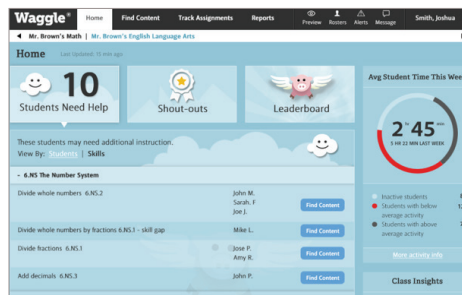 Waggle® Home Find Content Track Assignments Reports Preview Rosters Alerts Message Smith, Joshua
◄ Mr. Brown's Math | Mr. Brown's English Language Arts
Home Last Updated: 15 min ago
10
Students Need Help
Shout-outs
Leaderboard
Avg Student Time This Wee
2 hr 45 min
5 HR 22 MIN LAST WEEK
These students may need additional instruction.
View By: Students | Skills
- 6.NS The Number System
Divide whole numbers 6.NS.2 John M.
Sarah. F
Joe J.
Find Content
Divide whole numbers by fractions 6.NS.1 - skill gap Mike L. Find Content
Divide fractions 6.NS.1 Jose P.
Amy R.
Find Content
Add decimals 6.NS.3 John P. Find Content
Inactive students
Students with below
average activity
Students with above
average activity
More activity info
Class Insights